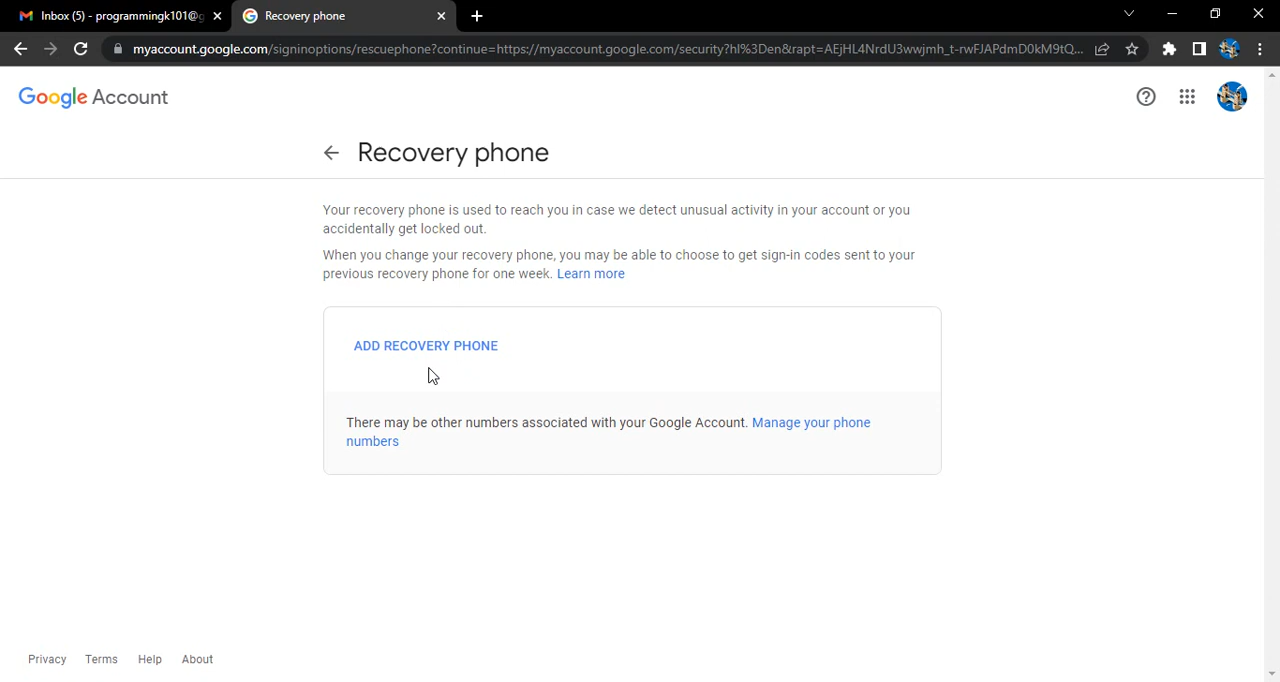 Inbox (5) - programmingk101@g
Recovery phone
myaccount.google.com/signinoptions/rescuephone?continue=https://myaccount.google.com/security?hl%3Den&rapt=AEjHL4NrdU3wwjmh_t-rwFJAPdmD0kM9tQ...
Google Account
Recovery phone
Your recovery phone is used to reach you in case we detect unusual activity in your account or you
accidentally get locked out.
When you change your recovery phone, you may be able to choose to get sign-in codes sent to your
previous recovery phone for one week. Learn more
ADD RECOVERY PHONE
There may be other numbers associated with your Google Account. Manage your phone
numbers
Privacy Terms Help About